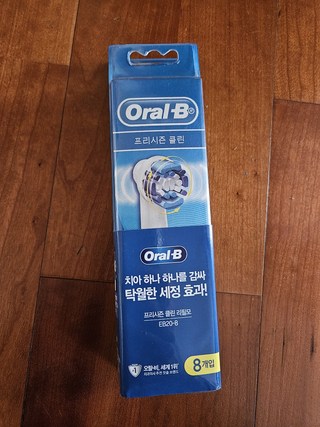 Oral-B®
프리시즌 클린
Oral-B
치아 하나 하나를 감싸
탁월한 세정 효과!
프리시즌 클린 리필모
EB20-8
1
오랄-비, 세계 1위*
8개입